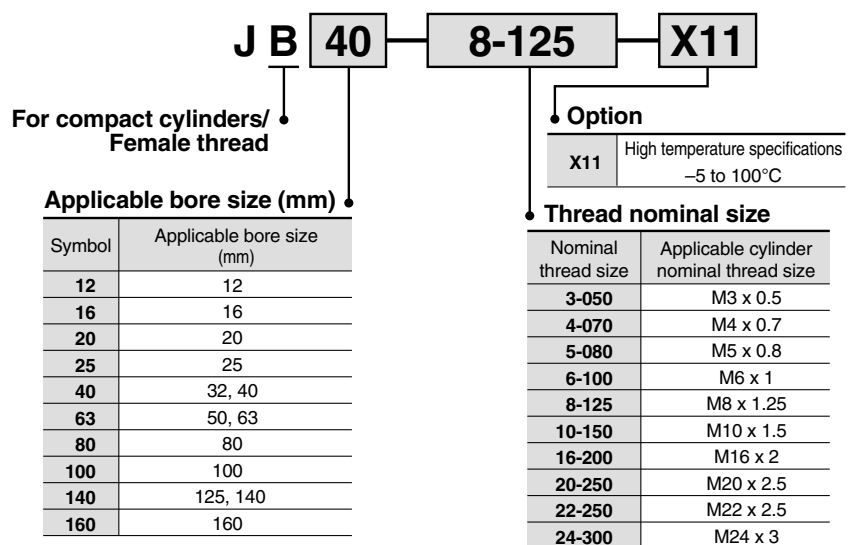 J B 40 — 8-125 — X11
For compact cylinders/
Female thread
Applicable bore size (mm)
Symbol Applicable bore size
(mm)
12 12
16 16
20 20
25 25
40 32, 40
63 50, 63
80 80
100 100
140 125, 140
160 160
Option
X11 High temperature specifications
–5 to 100°C
Thread nominal size
Nominal Applicable cylinder
thread size nominal thread size
3-050 M3 x 0.5
4-070 M4 x 0.7
5-080 M5 x 0.8
6-100 M6 x 1
8-125 M8 x 1.25
10-150 M10 x 1.5
16-200 M16 x 2
20-250 M20 x 2.5
22-250 M22 x 2.5
24-300 M24 x 3